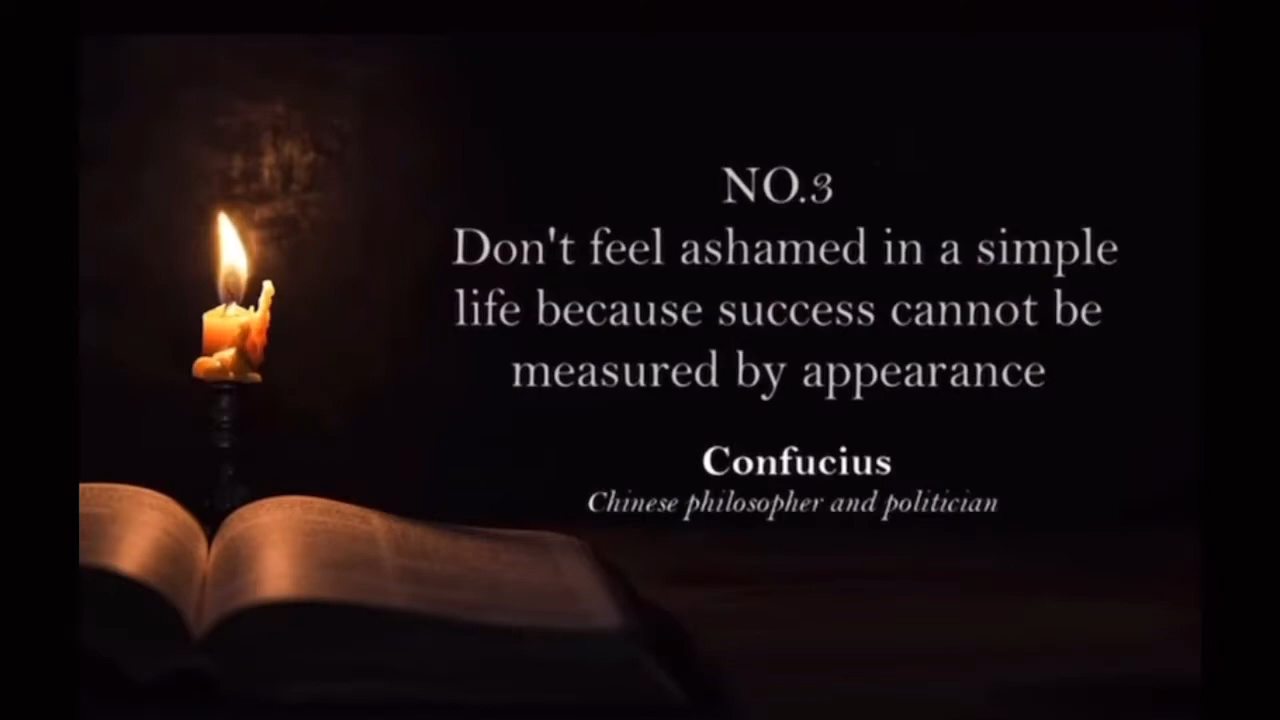 NO.3
Don't feel ashamed in a simple
life because success cannot be
measured by appearance
Confucius
Chinese philosopher and politician